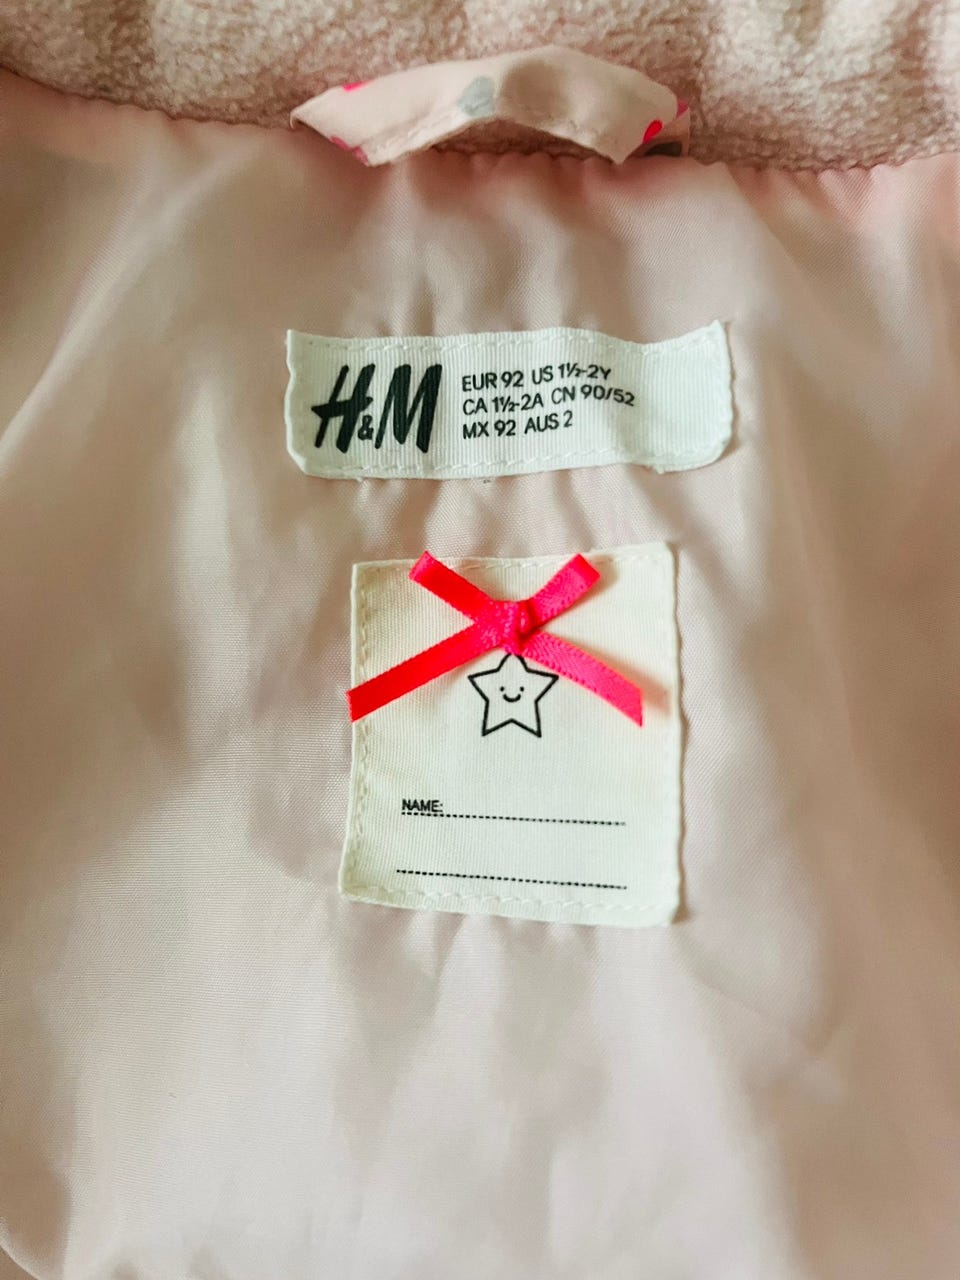 H&M
EUR 92 US 1½-2Y
CA 1½-2A CN 90/52
MX 92 AUS 2
NAME: